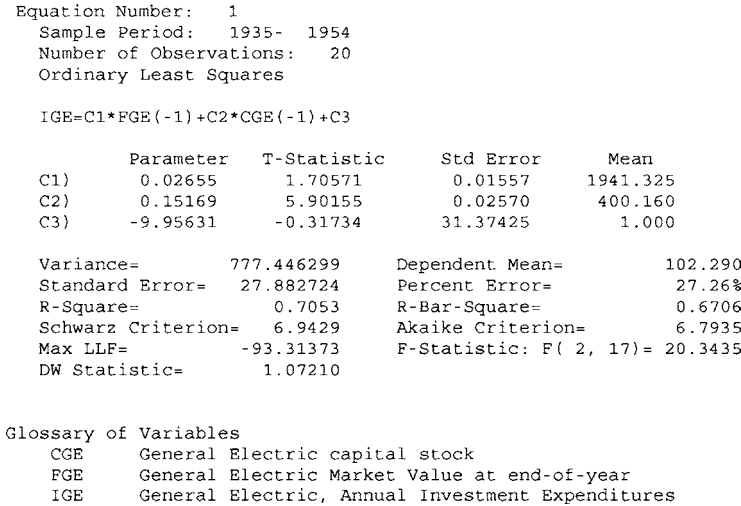 Equation Number: 1
Sample Period: 1935- 1954
Number of Observations: 20
Ordinary Least Squares
IGE=C1*FGE(-1)+C2*CGE(-1)+C3
Parameter T-Statistic Std Error Mean
C1) 0.02655 1.70571 0.01557 1941.325
C2) 0.15169 5.90155 0.02570 400.160
C3) -9.95631 -0.31734 31.37425 1.000
Variance= 777.446299 Dependent Mean= 102.290
Standard Error= 27.882724 Percent Error= 27.26%
R-Square= 0.7053 R-Bar-Square= 0.6706
Schwarz Criterion= 6.9429 Akaike Criterion= 6.7935
Max LLF= -93.31373 F-Statistic: F( 2, 17)= 20.3435
DW Statistic= 1.07210
Glossary of Variables
CGE General Electric capital stock
FGE General Electric Market Value at end-of-year
IGE General Electric, Annual Investment Expenditures